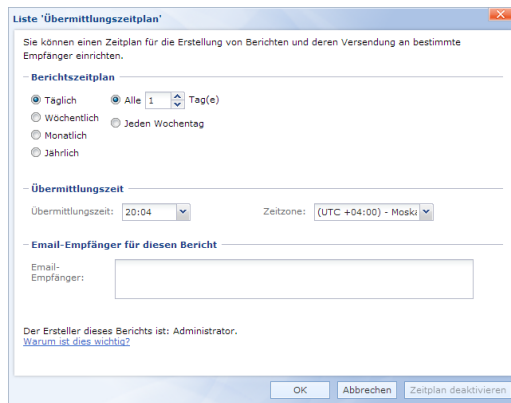 Liste 'Übermittlungszeitplan'
Sie können einen Zeitplan für die Erstellung von Berichten und deren Versendung an bestimmte
Empfänger einrichten.
Berichtszeitplan
Täglich Alle 1 Tag(e)
Wöchentlich Jeden Wochentag
Monatlich
Jährlich
Übermittlungszeit
Übermittlungszeit: 20:04 Zeitzone: (UTC +04:00) - Moska
Email-Empfänger für diesen Bericht
Email-
Empfänger:
Der Ersteller dieses Berichts ist: Administrator.
Warum ist dies wichtig?
OK Abbrechen Zeitplan deaktivieren